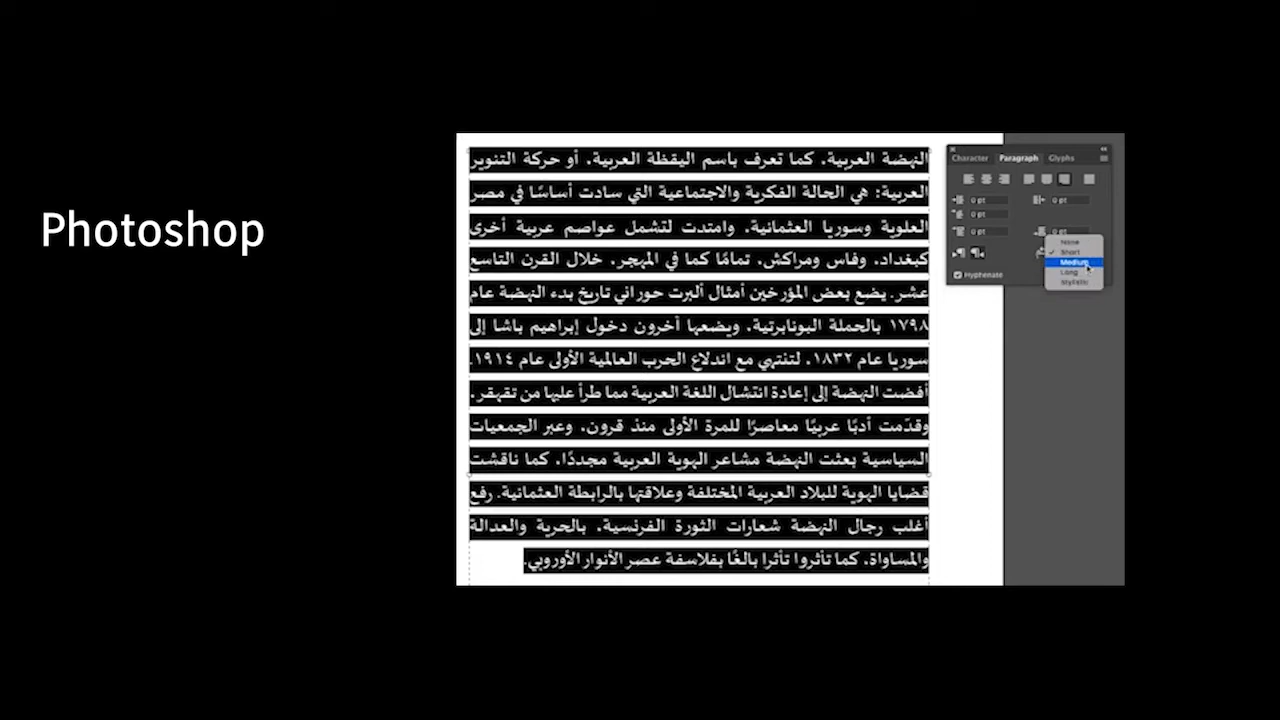 Photoshop
النهضة العربية، كما تعرف باسم اليقظة العربية، أو حركة التنوير
العربية: هي الحالة الفكرية والاجتماعية التي سادت أساسًا في مصر
العلوية وسوريا العثمانية، وامتدت لتشمل عواصم عربية أخرى
كبغداد، وفاس ومراكش، تمامًا كما في المهجر، خلال القرن التاسع
عشر. يضع بعض المؤرخين أمثال ألبرت حوراني تاريخ بدء النهضة عام
١٧٩٨ بالحملة البونابرتية، ويضعها آخرون دخول إبراهيم باشا إلى
سوريا عام ١٨٣٢، لتنتهي مع اندلاع الحرب العالمية الأولى عام ١٩١٤.
أفضت النهضة إلى إعادة انتشال اللغة العربية مما طرأ عليها من تقهقر،
وقدّمت أدبًا عربيًا معاصرًا للمرة الأولى منذ قرون، وعبر الجمعيات
السياسية بعثت النهضة مشاعر الهوية العربية مجددًا، كما ناقشت
قضايا الهوية للبلاد العربية المختلفة وعلاقتها بالرابطة العثمانية. رفع
أغلب رجال النهضة شعارات الثورة الفرنسية، بالحرية والعدالة
والمساواة، كما تأثروا تأثرا بالغًا بفلاسفة عصر الأنوار الأوروبي.
Character Paragraph Glyphs
0 pt 0 pt
0 pt
0 pt 0 pt
None
Short
Medium
Long
Stylistic
Hyphenate